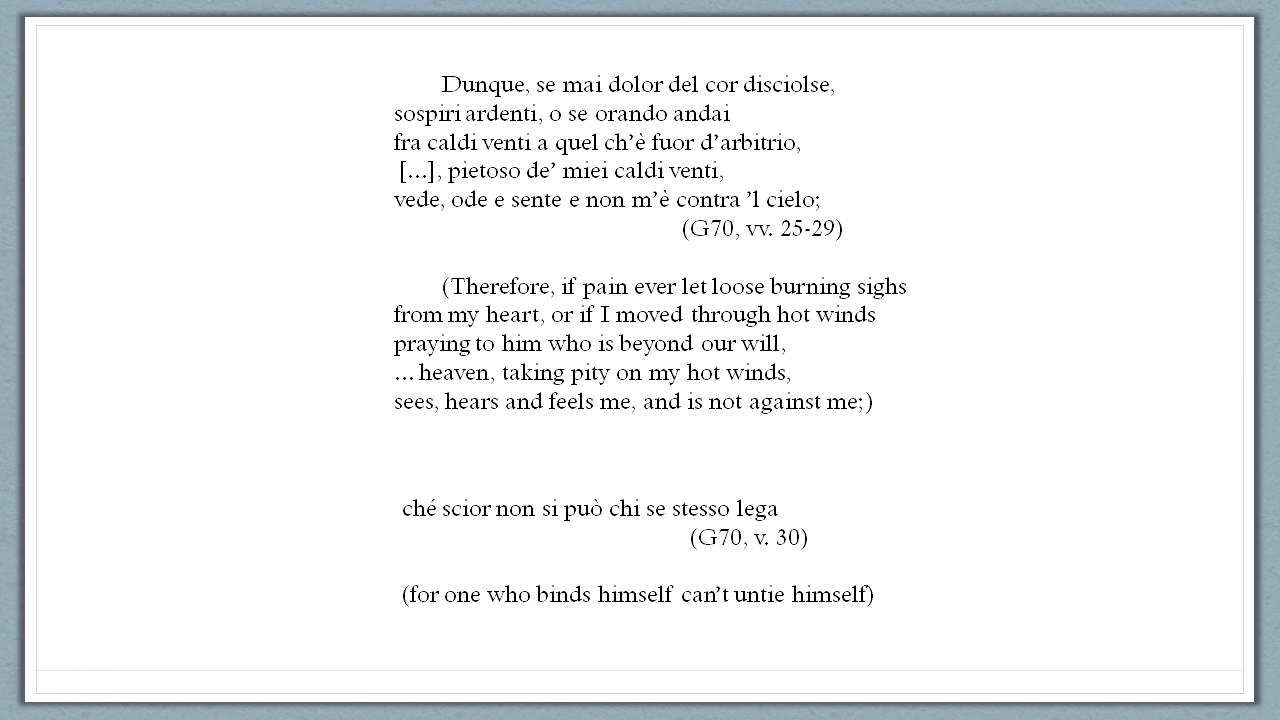 Dunque, se mai dolor del cor disciolse,
sospiri ardenti, o se orando andai
fra caldi venti a quel ch’è fuor d’arbitrio,
[…], pietoso de’ miei caldi venti,
vede, ode e sente e non m’è contra ’l cielo;
(G70, vv. 25-29)
(Therefore, if pain ever let loose burning sighs
from my heart, or if I moved through hot winds
praying to him who is beyond our will,
… heaven, taking pity on my hot winds,
sees, hears and feels me, and is not against me;)
ché scior non si può chi se stesso lega
(G70, v. 30)
(for one who binds himself can’t untie himself)